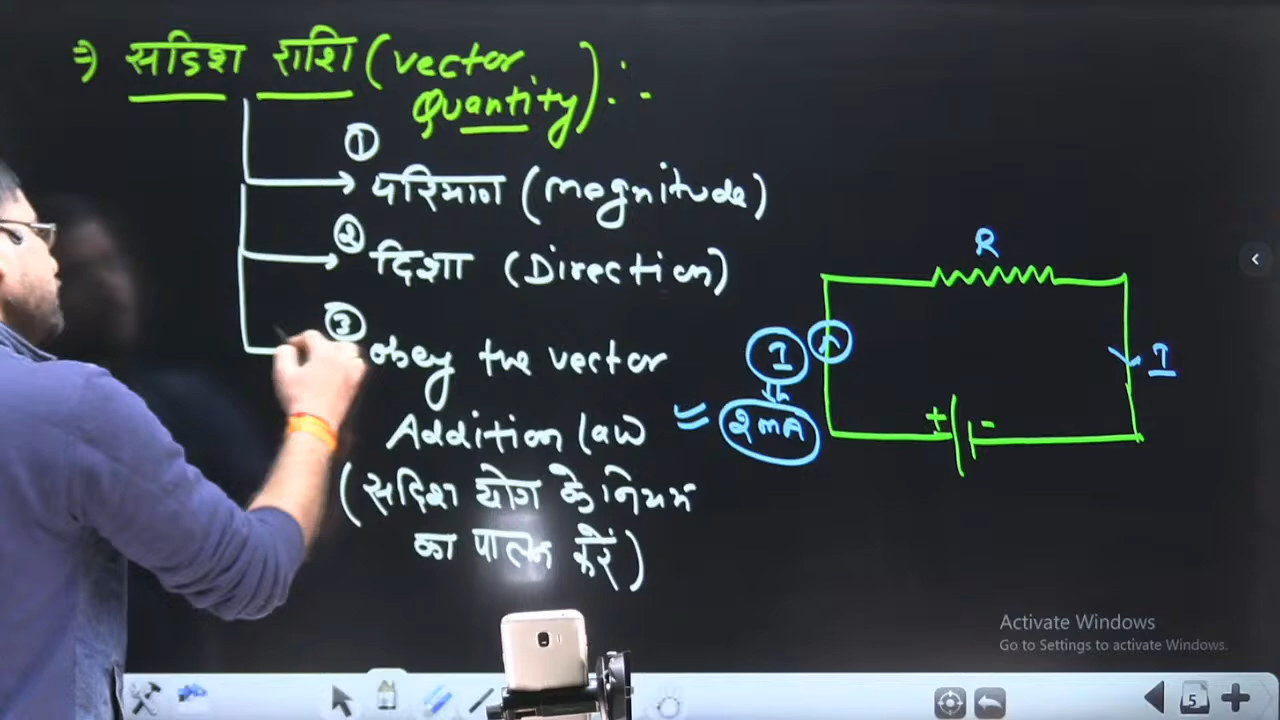 ⇒ सदिश राशि (vector
Quantity) :-
① परिमाण (magnitude)
② दिशा (Direction)
③ obey the vector
Addition law
(सदिश योग के नियम
का पालन करें)
R
I
I
2mA
+ -
Activate Windows
Go to Settings to activate Windows.
5